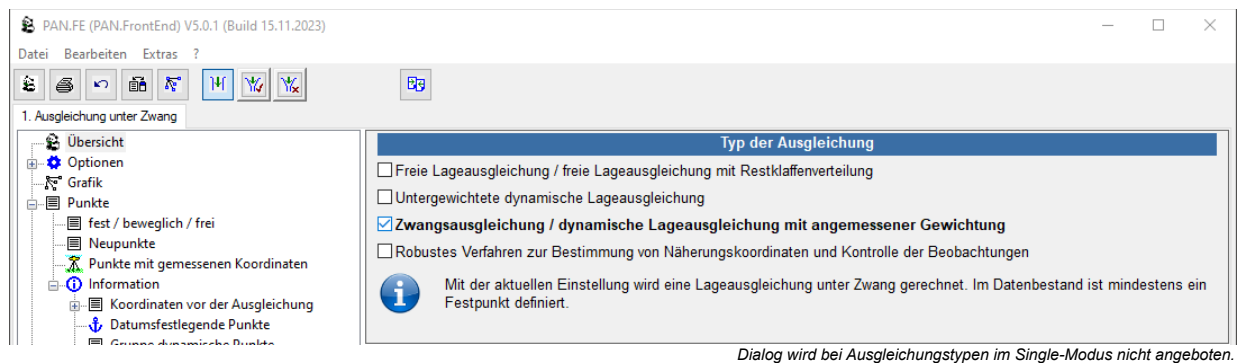 PAN.FE (PAN.FrontEnd) V5.0.1 (Build 15.11.2023)
Datei Bearbeiten Extras ?
1. Ausgleichung unter Zwang
Übersicht
Optionen
Grafik
Punkte
fest / beweglich / frei
Neupunkte
Punkte mit gemessenen Koordinaten
Information
Koordinaten vor der Ausgleichung
Datumsfestlegende Punkte
Gruppe dynamische Punkte
Typ der Ausgleichung
Freie Lageausgleichung / freie Lageausgleichung mit Restklaffenverteilung
Untergewichtete dynamische Lageausgleichung
Zwangsausgleichung / dynamische Lageausgleichung mit angemessener Gewichtung
Robustes Verfahren zur Bestimmung von Näherungskoordinaten und Kontrolle der Beobachtungen
Mit der aktuellen Einstellung wird eine Lageausgleichung unter Zwang gerechnet. Im Datenbestand ist mindestens ein
Festpunkt definiert.
Dialog wird bei Ausgleichungstypen im Single-Modus nicht angeboten.